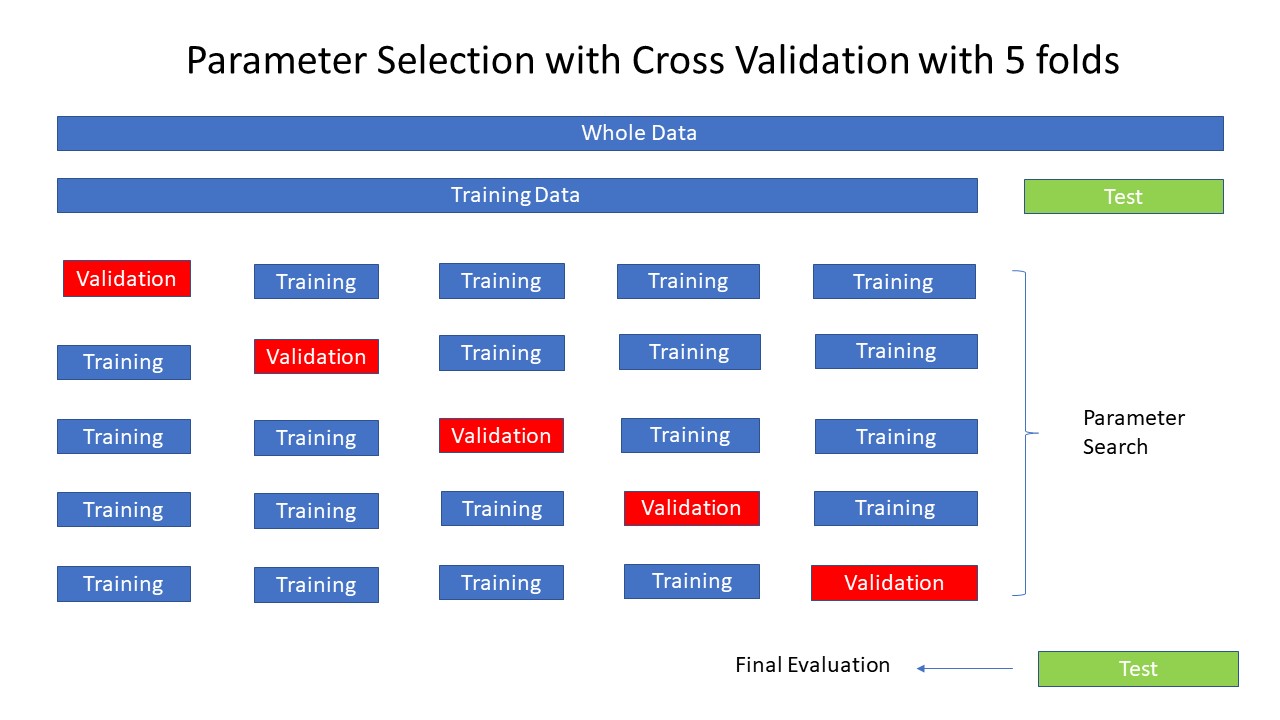 Parameter Selection with Cross Validation with 5 folds
Whole Data
Training Data
Test
Validation
Training
Training
Training
Training
Training
Validation
Training
Training
Training
Training
Training
Validation
Training
Training
Training
Training
Training
Validation
Training
Training
Training
Training
Training
Validation
Parameter
Search
Final Evaluation
Test